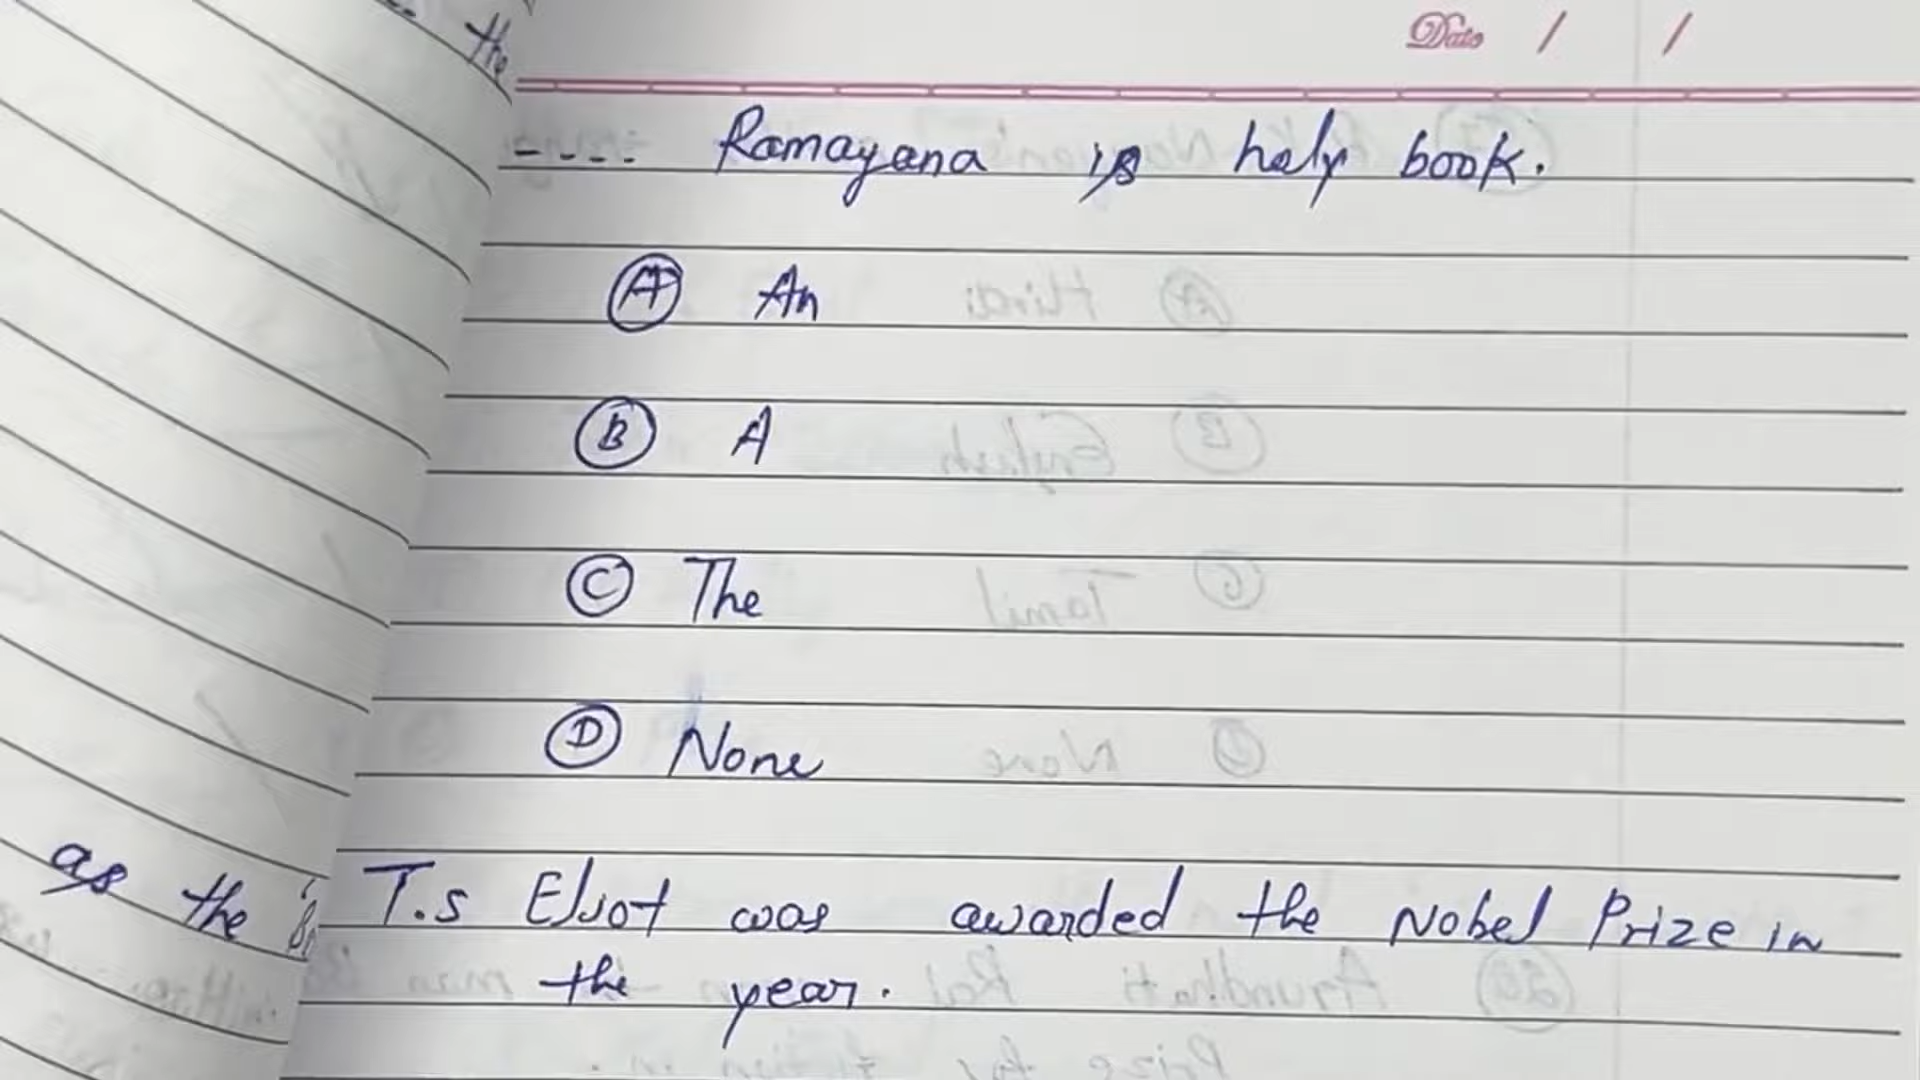 the
Date / /
---- Ramayana is holy book.
Ⓐ An
Ⓑ A
Ⓒ The
Ⓓ None
as the
T.s Eliot was awarded the Nobel Prize in
the year.